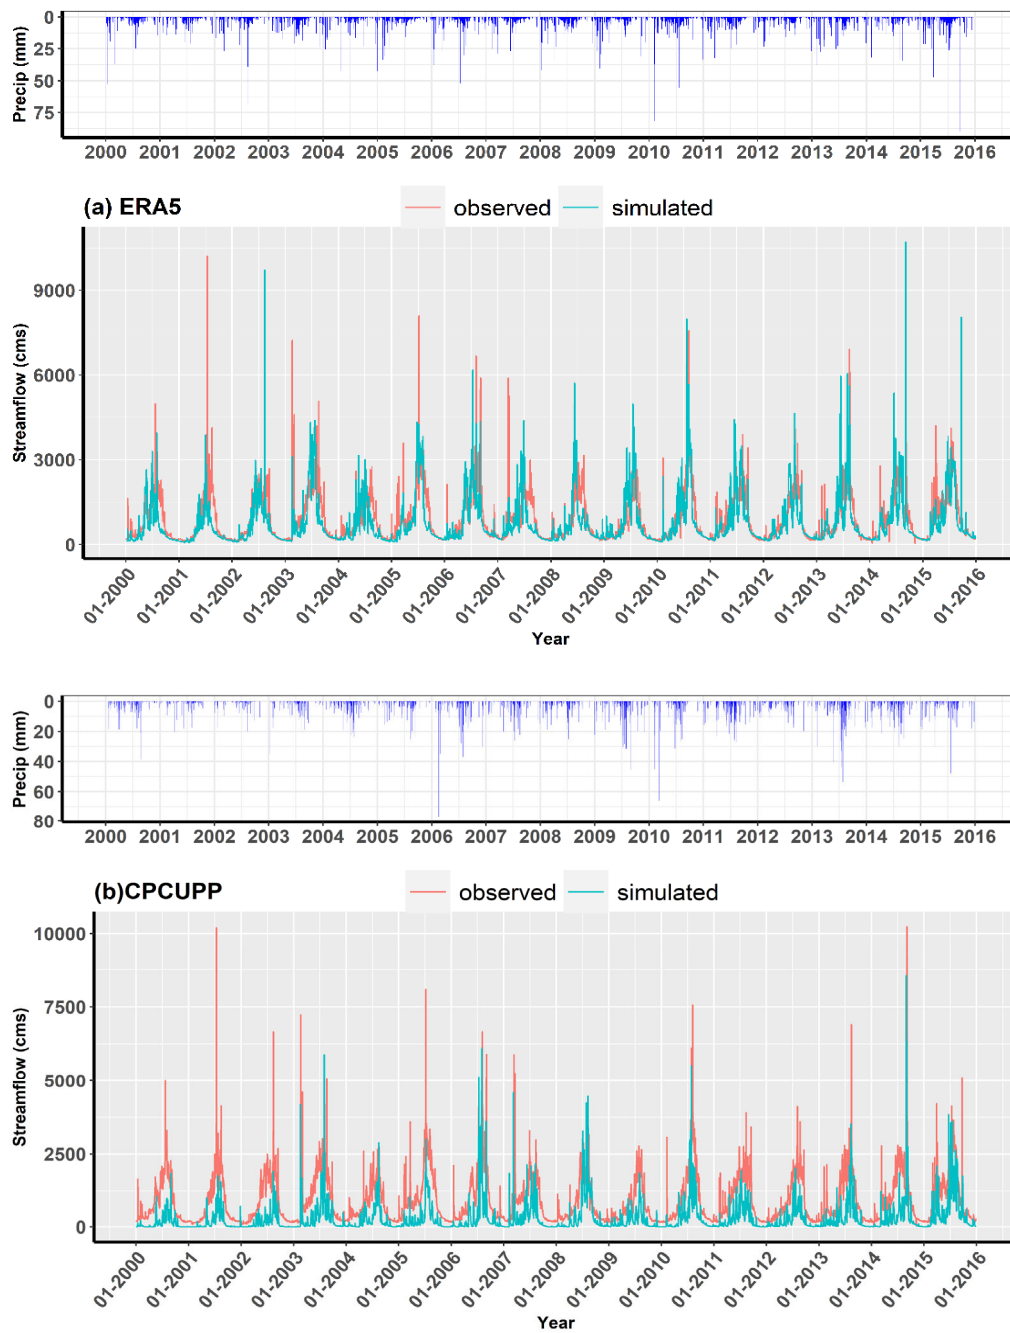 0
25
50
75
Precip (mm)
2000 2001 2002 2003 2004 2005 2006 2007 2008 2009 2010 2011 2012 2013 2014 2015 2016
(a) ERA5
observed simulated
9000
6000
3000
0
Streamflow (cms)
01-2000 01-2001 01-2002 01-2003 01-2004 01-2005 01-2006 01-2007 01-2008 01-2009 01-2010 01-2011 01-2012 01-2013 01-2014 01-2015 01-2016
Year
0
20
40
60
80
Precip (mm)
2000 2001 2002 2003 2004 2005 2006 2007 2008 2009 2010 2011 2012 2013 2014 2015 2016
(b)CPCUPP
observed simulated
10000
7500
5000
2500
0
Streamflow (cms)
01-2000 01-2001 01-2002 01-2003 01-2004 01-2005 01-2006 01-2007 01-2008 01-2009 01-2010 01-2011 01-2012 01-2013 01-2014 01-2015 01-2016
Year